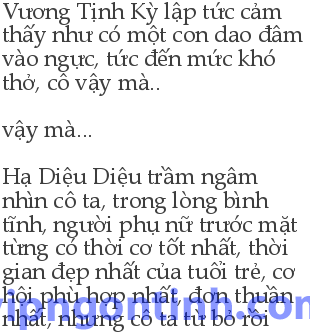 Vương Tịnh Kỳ lập tức cảm
thấy như có một con dao đâm
vào ngực, tức đến mức khó
thở, cô vậy mà..
vậy mà...
Hạ Diệu Diệu trầm ngâm
nhìn cô ta, trong lòng bình
tĩnh, người phụ nữ trước mặt
từng có thời cơ tốt nhất, thời
gian đẹp nhất của tuổi trẻ, cơ
hội phù hợp nhất, đơn thuần
nhất, nhưng cô ta từ bỏ rồi
vipngontinh.com